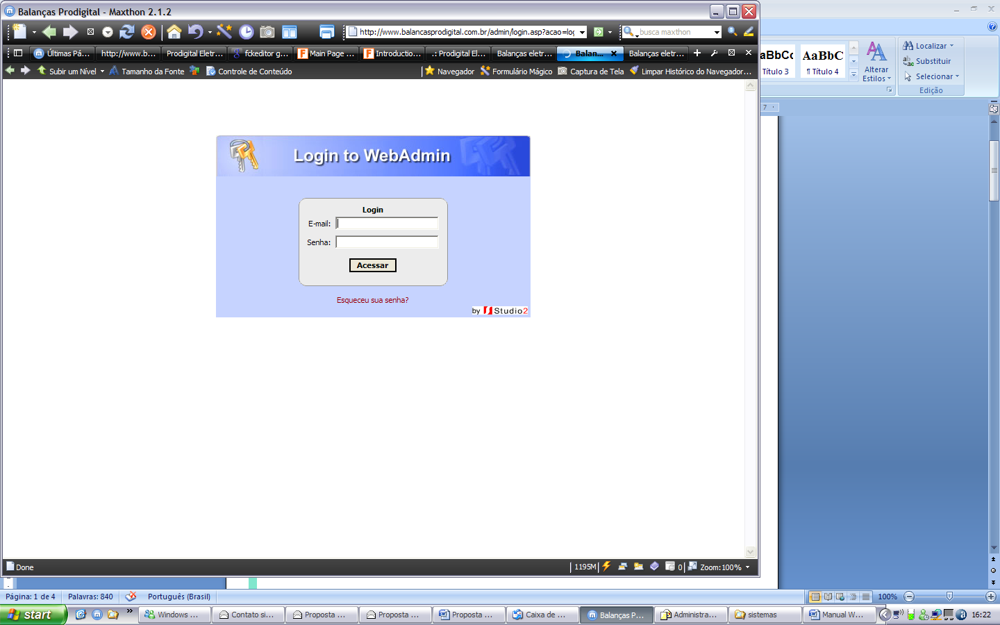 Balanças Prodigital - Maxthon 2.1.2
http://www.balancasprodigital.com.br/admin/login.asp?acao=log
busca maxthon
Últimas Pá... http://www.b... Prodigital Eletr... fckeditor g... Main Page ... Introductio... .: Prodigital El... Balanças eletr... Balan... Balanças eletr...
Subir um Nível Tamanho da Fonte Controle de Conteúdo Navegador Formulário Mágico Captura de Tela Limpar Histórico do Navegador...
Login to WebAdmin
Login
E-mail:
Senha:
Acessar
Esqueceu sua senha?
by Studio2
Done 1195M 0 Zoom:100%
AaBbC
Título 3 ¶ Título 4
Alterar
Estilos
Localizar
Substituir
Selecionar
Edição
7
Página: 1 de 4 Palavras: 840 Português (Brasil) 100%
start Windows ... Contato si... Proposta ... Proposta ... Proposta ... Caixa de ... Balanças P... Administra... sistemas Manual W... 16:22